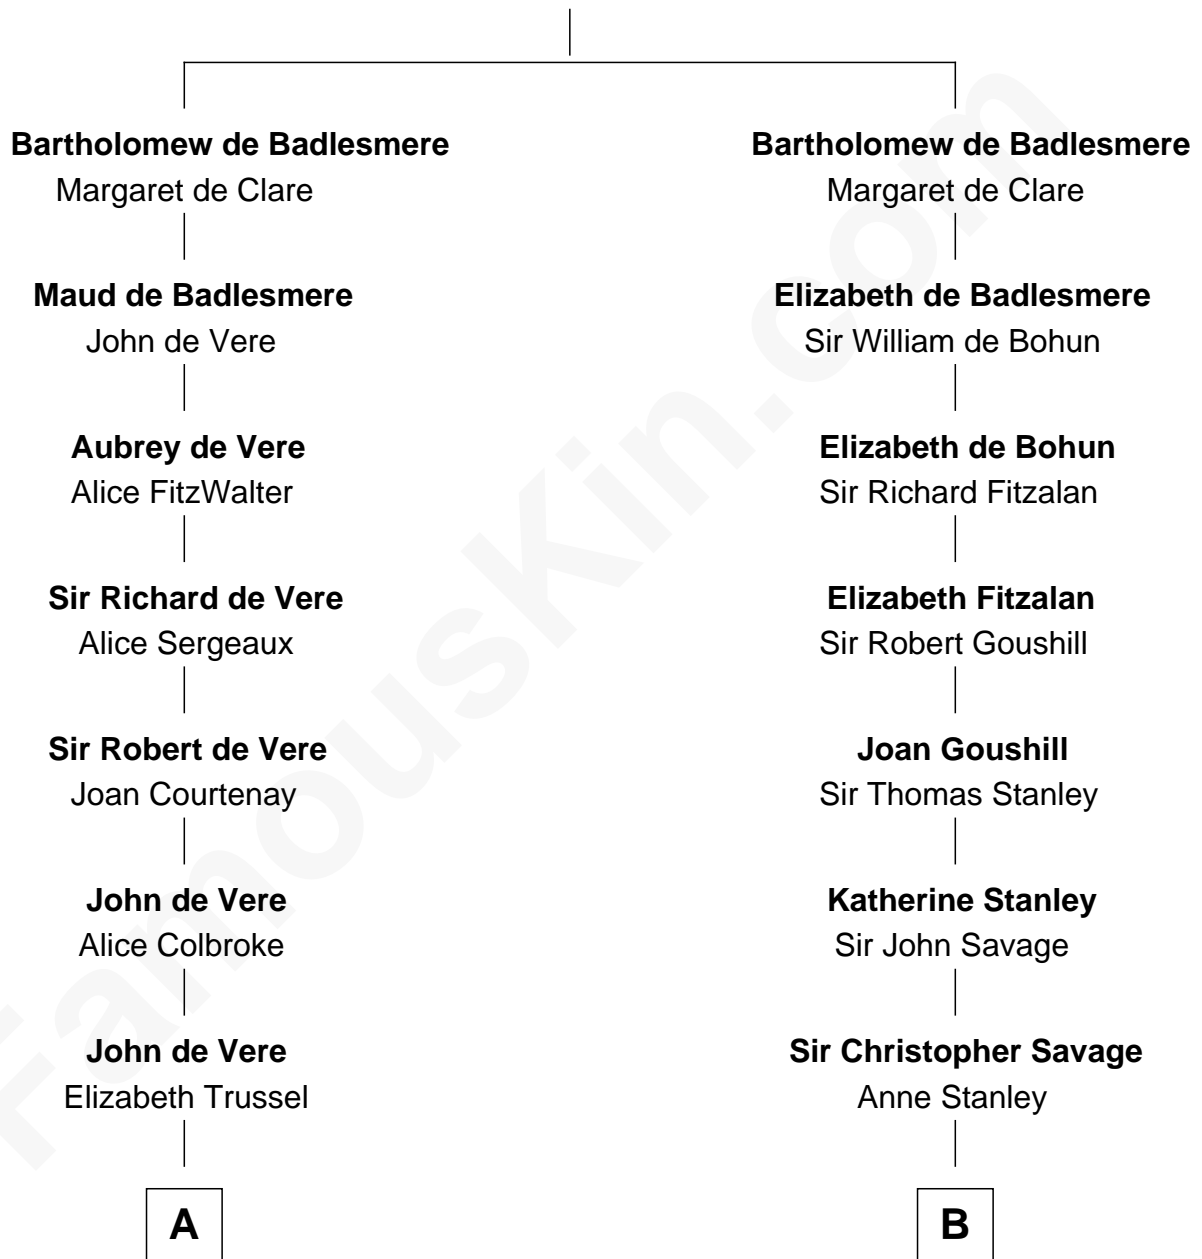 Bartholomew de Badlesmere
Margaret de Clare
Maud de Badlesmere
John de Vere
Aubrey de Vere
Alice FitzWalter
Sir Richard de Vere
Alice Sergeaux
Sir Robert de Vere
Joan Courtenay
John de Vere
Alice Colbroke
John de Vere
Elizabeth Trussel
A
Bartholomew de Badlesmere
Margaret de Clare
Elizabeth de Badlesmere
Sir William de Bohun
Elizabeth de Bohun
Sir Richard Fitzalan
Elizabeth Fitzalan
Sir Robert Goushill
Joan Goushill
Sir Thomas Stanley
Katherine Stanley
Sir John Savage
Sir Christopher Savage
Anne Stanley
B
FamousKin.com